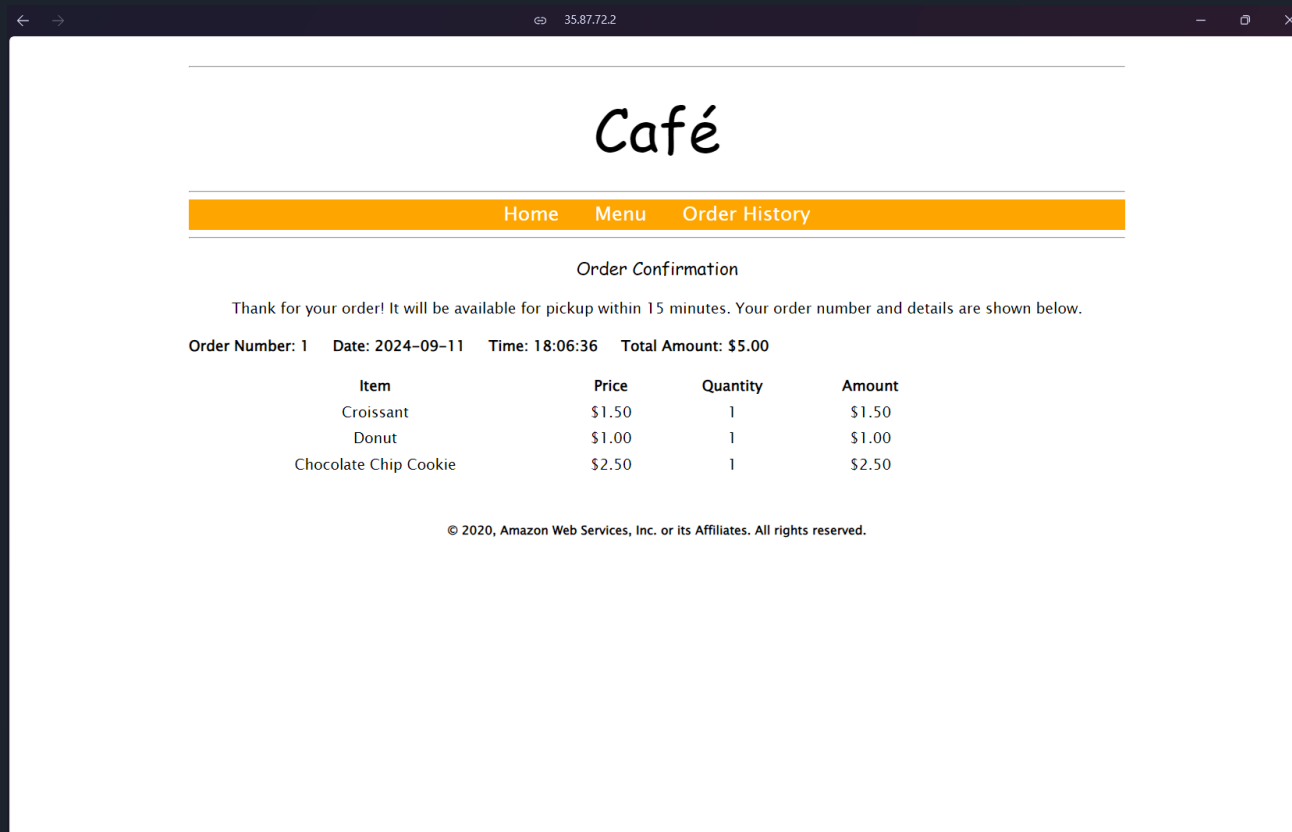 35.87.72.2
Café
Home Menu Order History
Order Confirmation
Thank for your order! It will be available for pickup within 15 minutes. Your order number and details are shown below.
Order Number: 1 Date: 2024-09-11 Time: 18:06:36 Total Amount: $5.00
Item Price Quantity Amount
Croissant $1.50 1 $1.50
Donut $1.00 1 $1.00
Chocolate Chip Cookie $2.50 1 $2.50
© 2020, Amazon Web Services, Inc. or its Affiliates. All rights reserved.